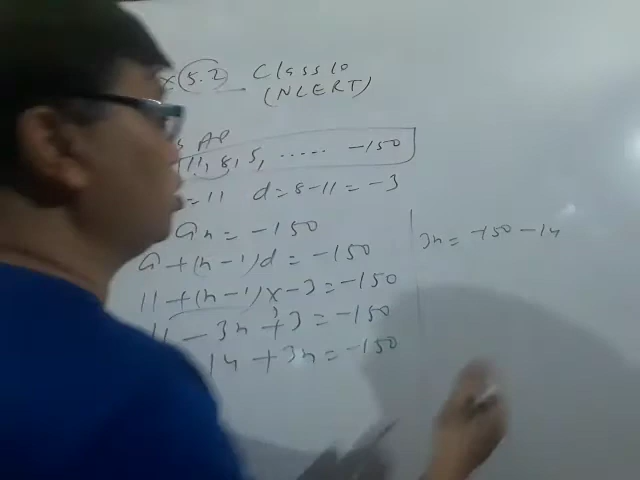 (5.2) Class 10
(NCERT)
AP
11, 8, 5, ..... -150
= 11 d = 8 - 11 = -3
an = -150
a + (n - 1)d = -150
11 + (n - 1) x - 3 = -150
11 - 3n + 3 = -150
14 + 3n = -150
3n = -150 - 14